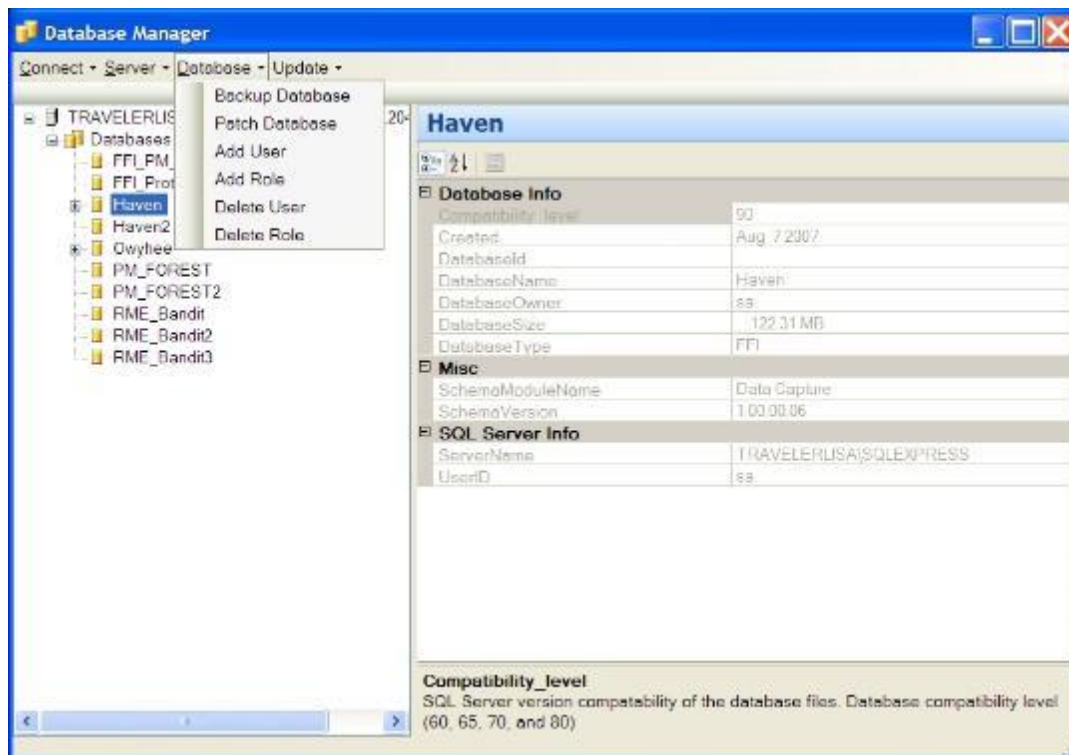 Database Manager
Connect Server Database Update
Backup Database
Patch Database
Add User
Add Role
Delete User
Delete Role
TRAVELERLIS
.20
Databases
FFI_PM_
FFI_Prot
Haven
Haven2
Owyhee
PM_FOREST
PM_FOREST2
RME_Bandit
RME_Bandit2
RME_Bandit3
Haven
Database Info
Compatibility_level 90
Created Aug 7 2007
DatabaseId
DatabaseName Haven
DatabaseOwner sa
DatabaseSize 122.31 MB
DatabaseType FFI
Misc
SchemaModuleName Data Capture
SchemaVersion 1.00.00.06
SQL Server Info
ServerName TRAVELERLISA\SQLEXPRESS
UserID sa
Compatibility_level
SQL Server version compatability of the database files. Database compatibility level
(60, 65, 70, and 80)